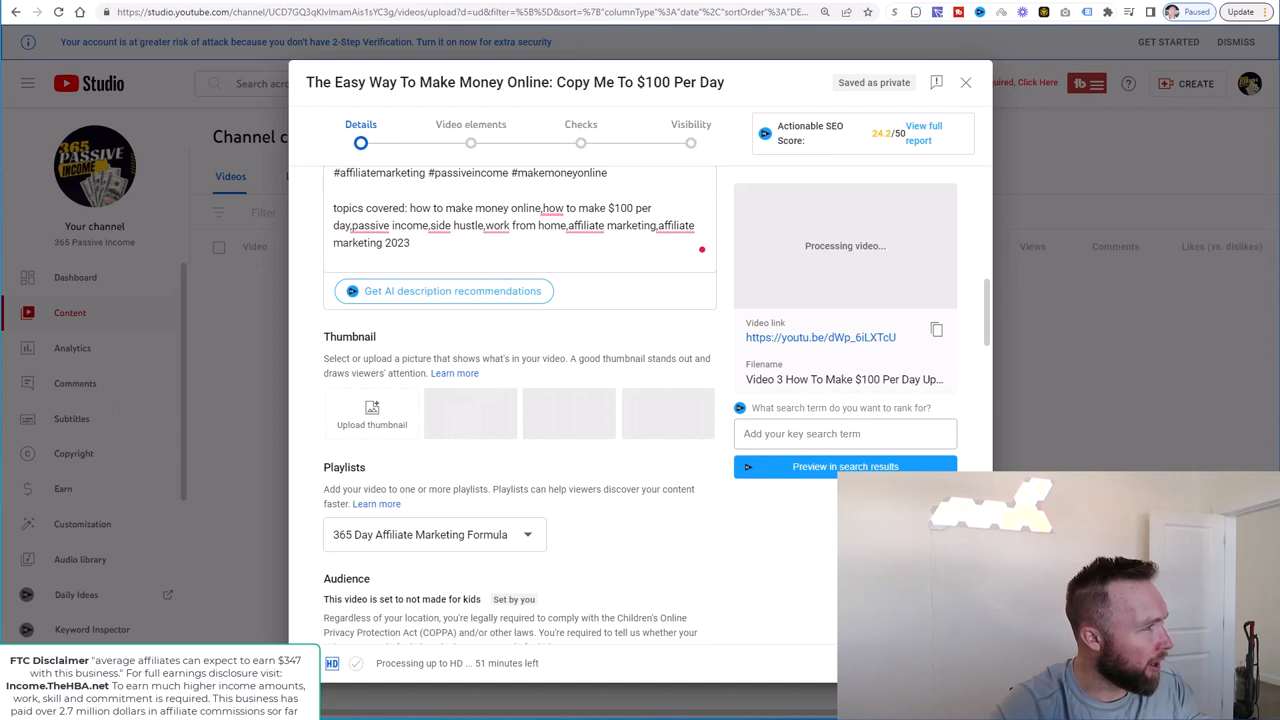 https://studio.youtube.com/channel/UCD7GQ3qKlvImamAis1sYC3g/videos/upload?d=ud&filter=%5B%5D&sort=%7B"columnType"%3A"date"%2C"sortOrder"%3A"DE...
Paused
Update
Your account is at greater risk of attack because you don't have 2-Step Verification. Turn it on now for extra security
GET STARTED
DISMISS
Studio
Search acro
quired, Click Here
CREATE
The Easy Way To Make Money Online: Copy Me To $100 Per Day
Saved as private
Details
Video elements
Checks
Visibility
Actionable SEO
Score:
24.2/50
View full
report
365
PASSIVE
INCOME
Your channel
365 Passive Income
Dashboard
Content
Analytics
Comments
Subtitles
Copyright
Earn
Customization
Audio library
Daily Ideas
Keyword Inspector
Channel c
Videos
Filter
Video
Views
Comments
Likes (vs. dislikes)
#affiliatemarketing #passiveincome #makemoneyonline
topics covered: how to make money online,how to make $100 per
day,passive income,side hustle,work from home,affiliate marketing,affiliate
marketing 2023
Get AI description recommendations
Thumbnail
Select or upload a picture that shows what's in your video. A good thumbnail stands out and
draws viewers' attention. Learn more
Upload thumbnail
Playlists
Add your video to one or more playlists. Playlists can help viewers discover your content
faster. Learn more
365 Day Affiliate Marketing Formula
Audience
This video is set to not made for kids
Set by you
Regardless of your location, you're legally required to comply with the Children's Online
Privacy Protection Act (COPPA) and/or other laws. You're required to tell us whether your
HD
Processing up to HD ... 51 minutes left
Processing video...
Video link
https://youtu.be/dWp_6iLXTcU
Filename
Video 3 How To Make $100 Per Day Up...
What search term do you want to rank for?
Add your key search term
Preview in search results
FTC Disclaimer "average affiliates can expect to earn $347
with this business." For full earnings disclosure visit:
Income.TheHBA.net To earn much higher income amounts,
work, skill and commitment is required. This business has
paid over 2.7 million dollars in affiliate commissions sor far